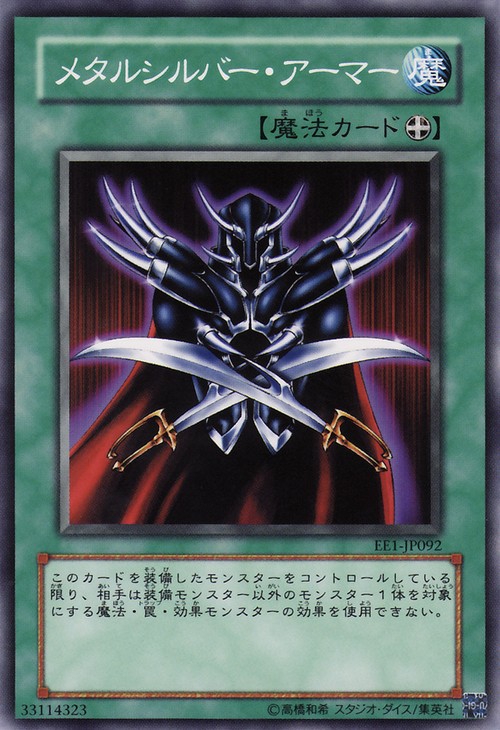 メタルシルバー・アーマー 魔
【魔法カード】
EE1-JP092
このカードを装備したモンスターをコントロールしている
限り、相手は装備モンスター以外のモンスター1体を対象
にする魔法・罠・効果モンスターの効果を使用できない。
33114323 ©高橋和希 スタジオ・ダイス/集英社